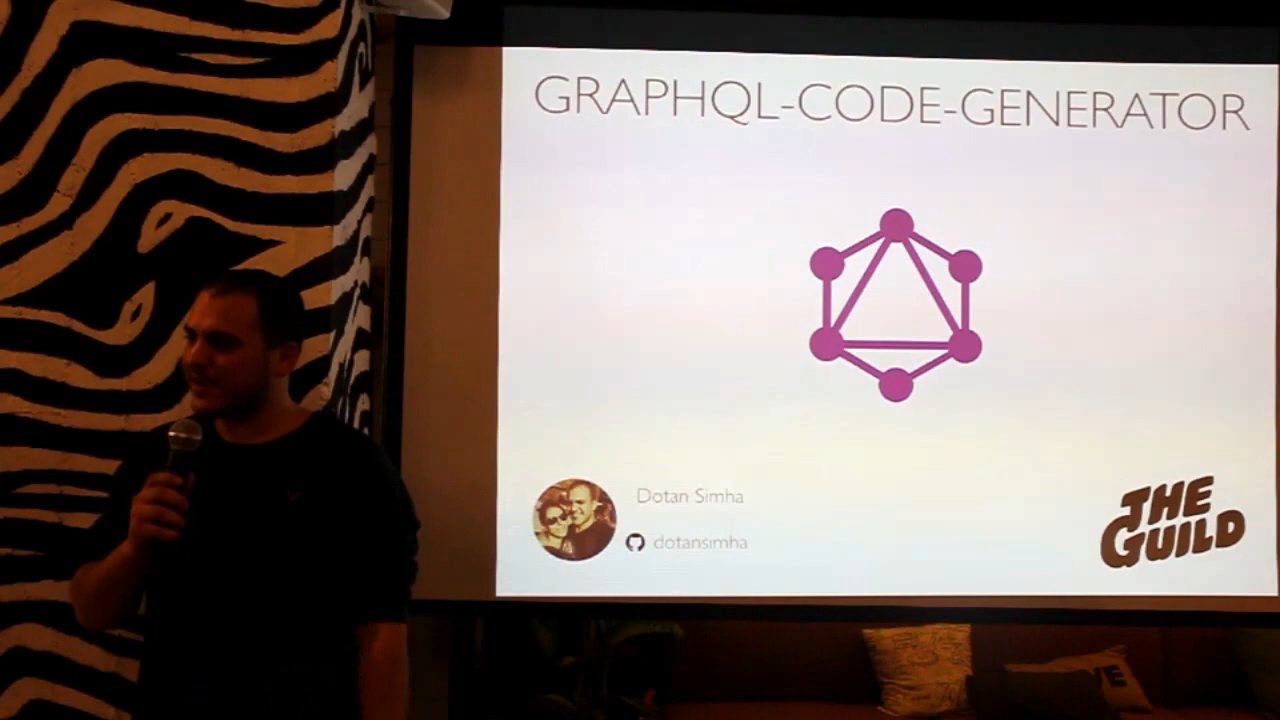 GRAPHQL-CODE-GENERATOR
Dotan Simha
dotansimha
THE
GUILD